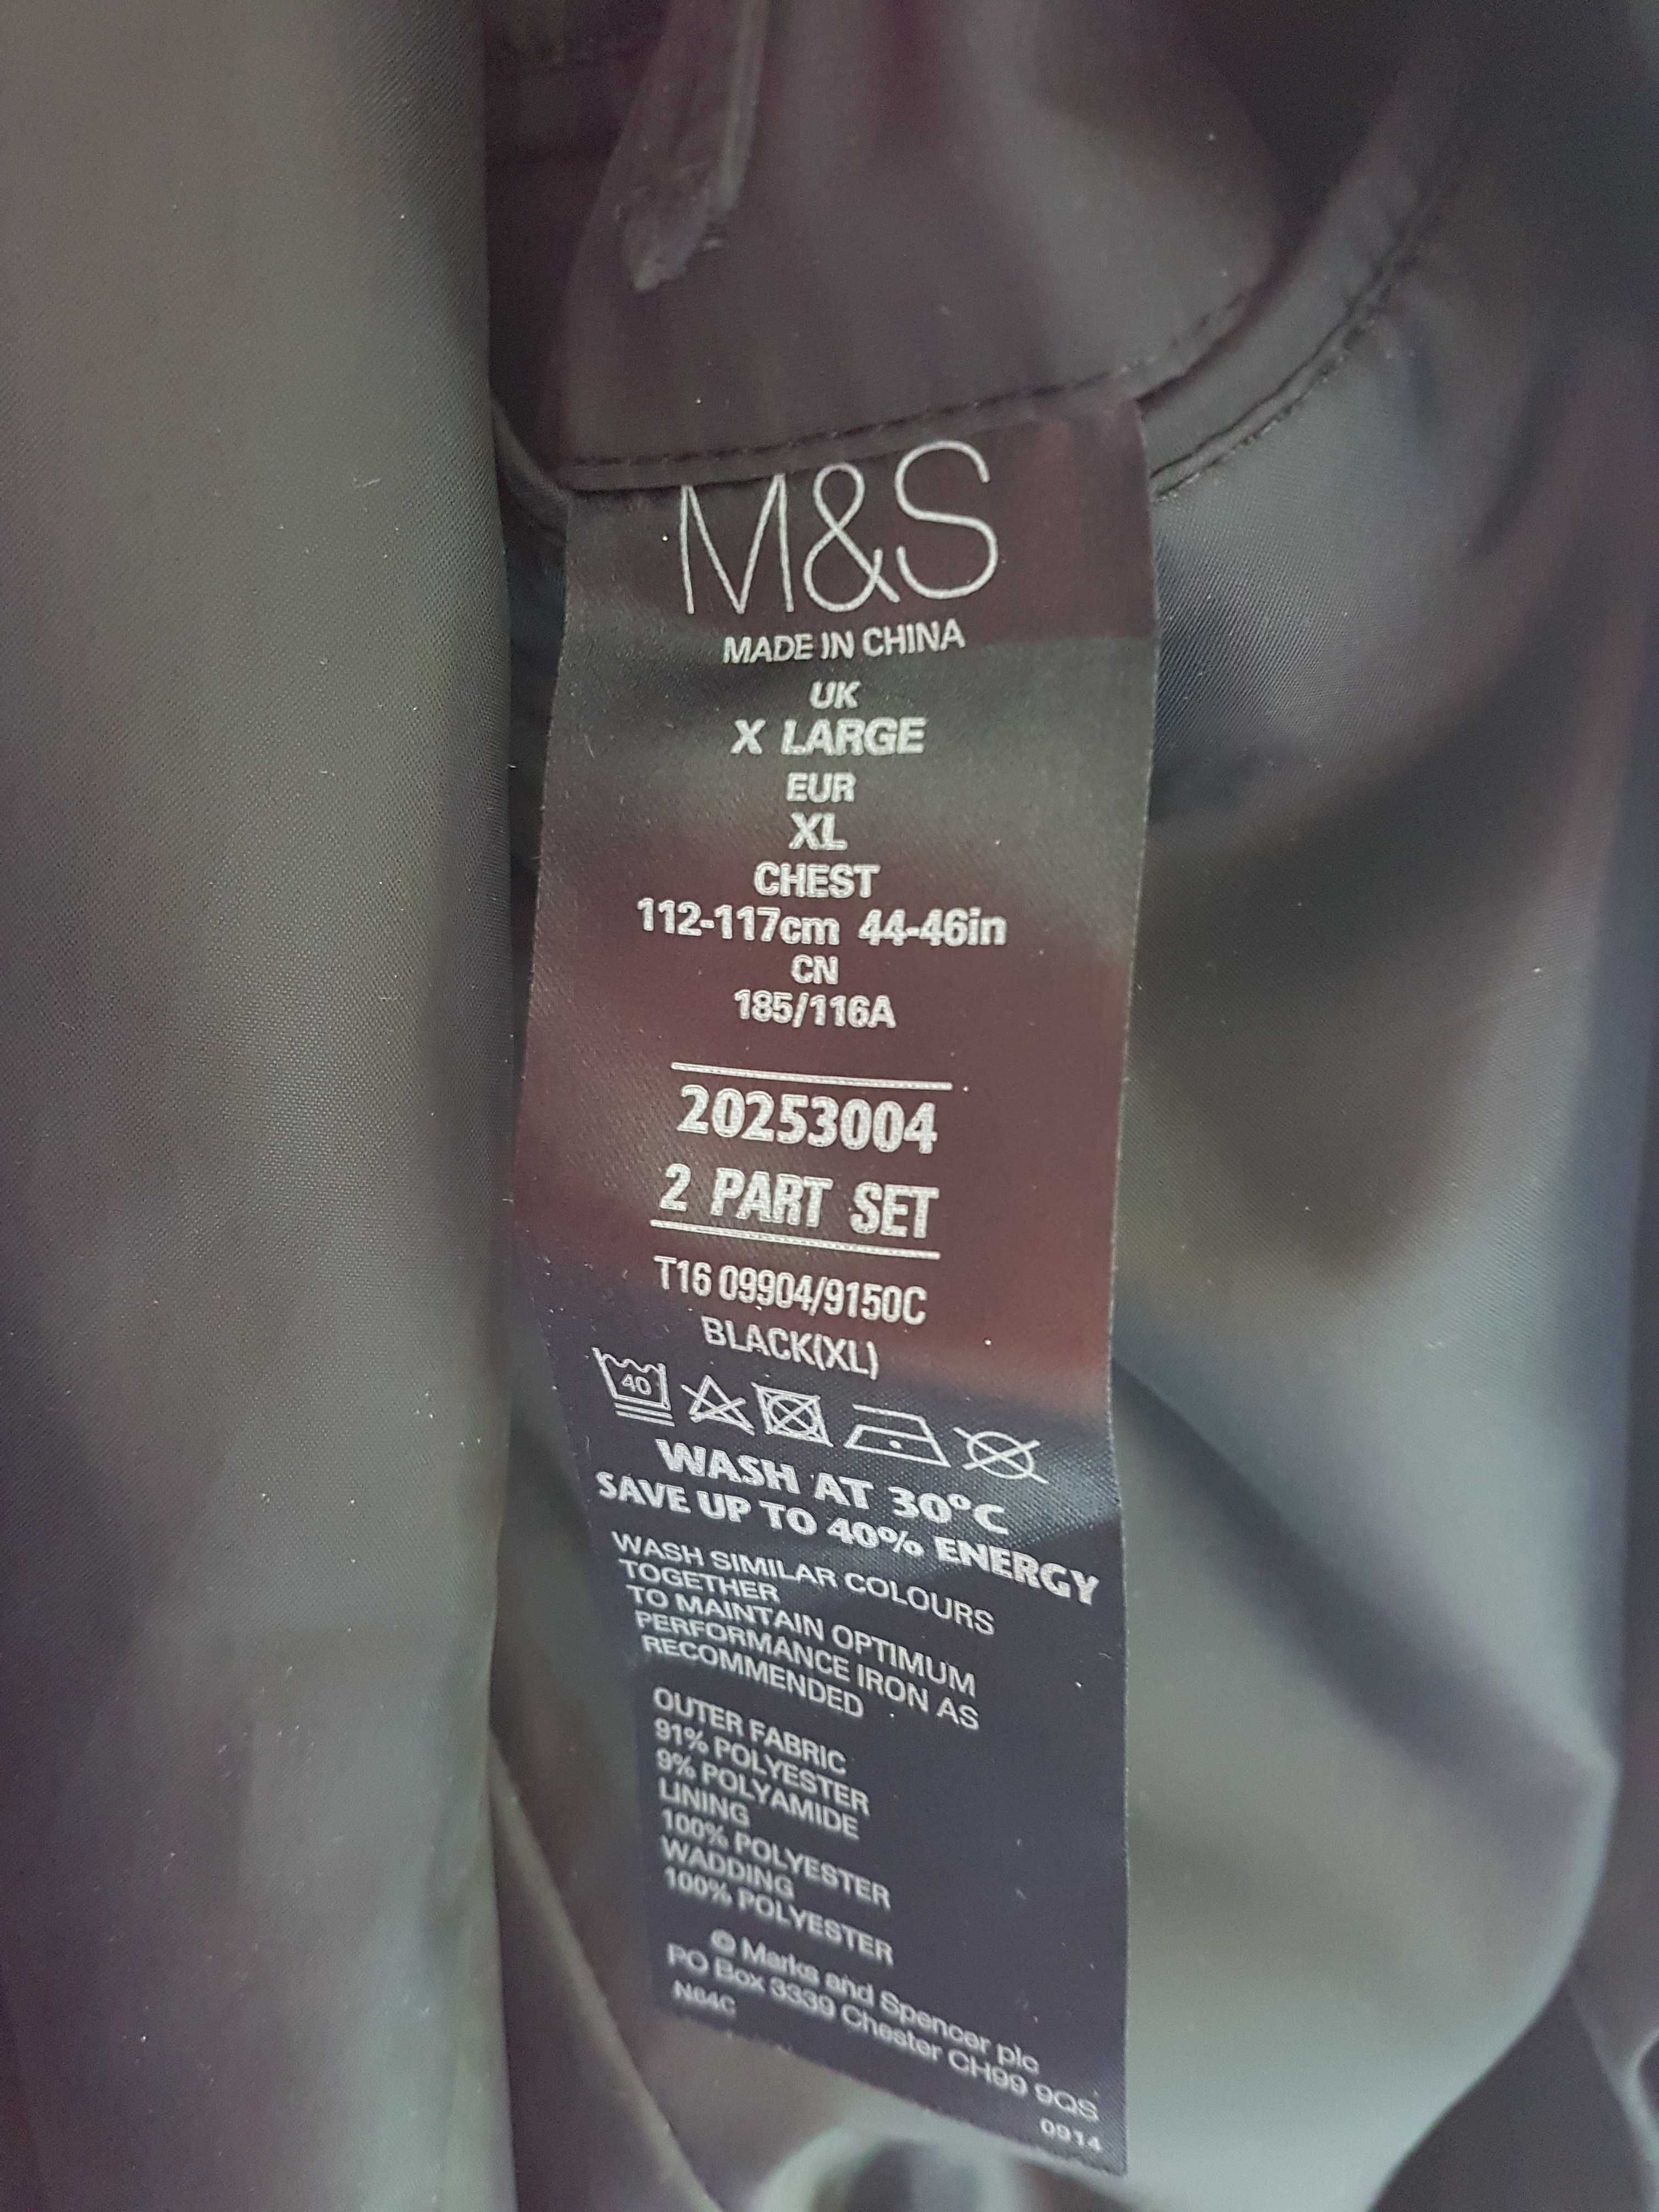 M&S
MADE IN CHINA
UK
X LARGE
EUR
XL
CHEST
112-117cm 44-46in
CN
185/116A
20253004
2 PART SET
T16 09904/9150C
BLACK(XL)
40
WASH AT 30°C
SAVE UP TO 40% ENERGY
WASH SIMILAR COLOURS
TOGETHER
TO MAINTAIN OPTIMUM
PERFORMANCE IRON AS
RECOMMENDED
OUTER FABRIC
91% POLYESTER
9% POLYAMIDE
LINING
100% POLYESTER
WADDING
100% POLYESTER
© Marks and Spencer plc
PO Box 3339 Chester CH99 9QS
N64C
0914